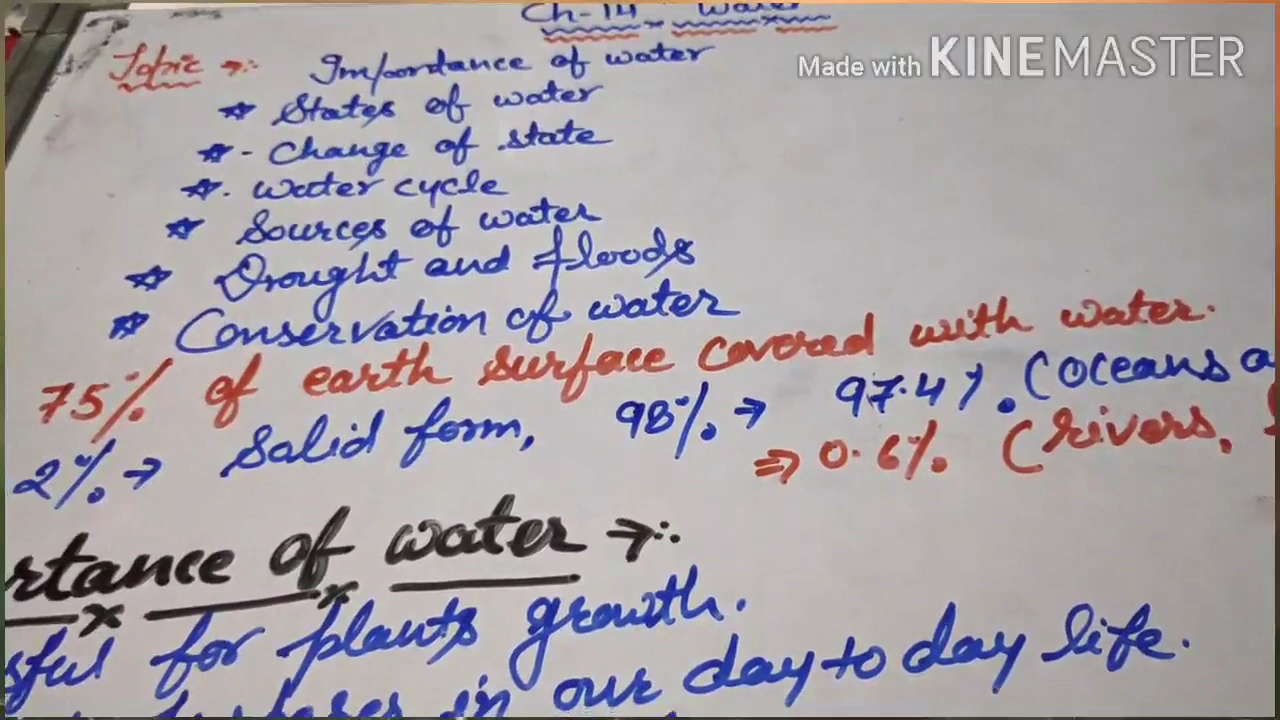 Ch-14 Water
Made with KINEMASTER
Topic →∴ Importance of water
☆ States of water
☆ - Change of state
☆. Water cycle
☆ Sources of water
☆ Drought and floods
☆ Conservation of water
75% of earth surface covered with water.
2% → Solid form, 98% → 97.4%. (Oceans a
⇒ 0.6% (rivers,
rtance of water →∴
sful for plants growth.
in our day to day life.